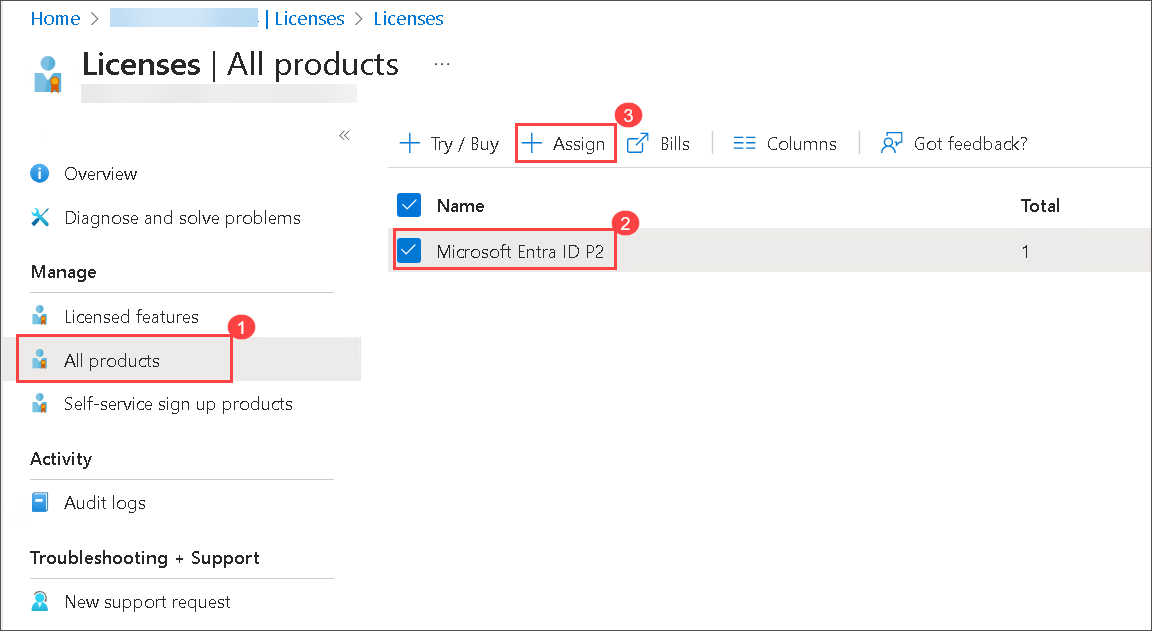 Home > | Licenses > Licenses
Licenses | All products ...
«
Try / Buy Assign 3 Bills Columns Got feedback?
Overview
Diagnose and solve problems
Manage
Licensed features
1
All products
Self-service sign up products
Activity
Audit logs
Troubleshooting + Support
New support request
Name Total
2
Microsoft Entra ID P2 1